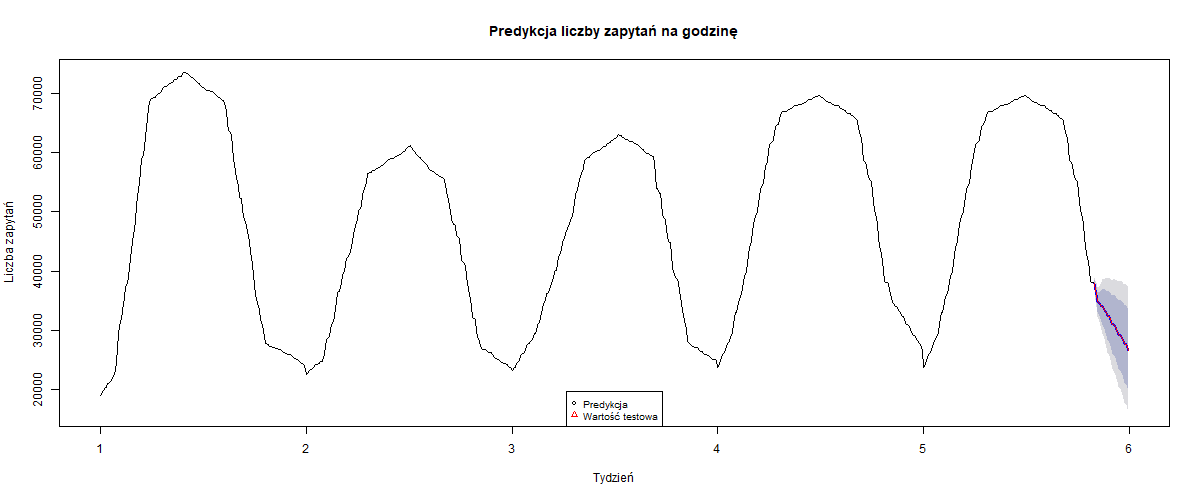 Predykcja liczby zapytań na godzinę
Liczba zapytań
70000
60000
50000
40000
30000
20000
Predykcja
Wartość testowa
1 2 3 4 5 6
Tydzień